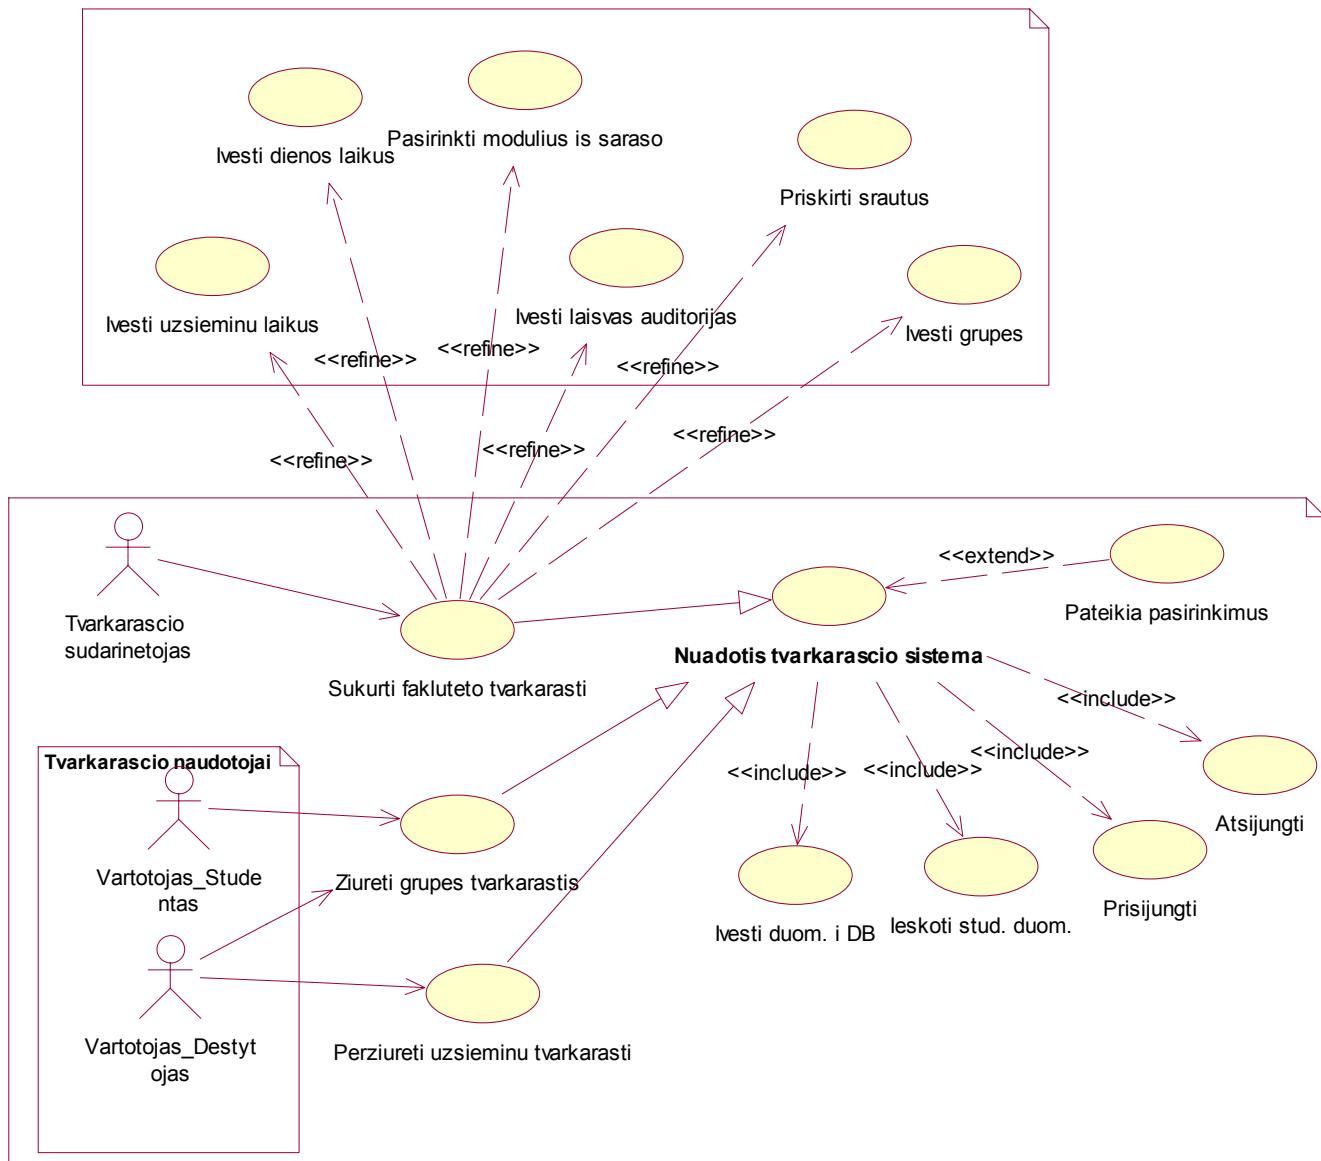 Ivesti dienos laikus
Pasirinkti modulius is saraso
Priskirti srautus
Ivesti uzsieminu laikus
Ivesti laisvas auditorijas
Ivesti grupes
<<refine>>
<<refine>>
<<refine>>
<<refine>>
<<refine>>
<<refine>>
Tvarkarascio
sudarinetojas
Sukurti fakluteto tvarkarasti
<<extend>>
Pateikia pasirinkimus
Nuadotis tvarkarascio sistema
<<include>>
<<include>>
<<include>>
<<include>>
Tvarkarascio naudotojai
Vartotojas_Stude
ntas
Ziureti grupes tvarkarastis
Vartotojas_Destyt
ojas
Perziureti uzsieminu tvarkarasti
Ivesti duom. i DB
Ieskoti stud. duom.
Prisijungti
Atsijungti